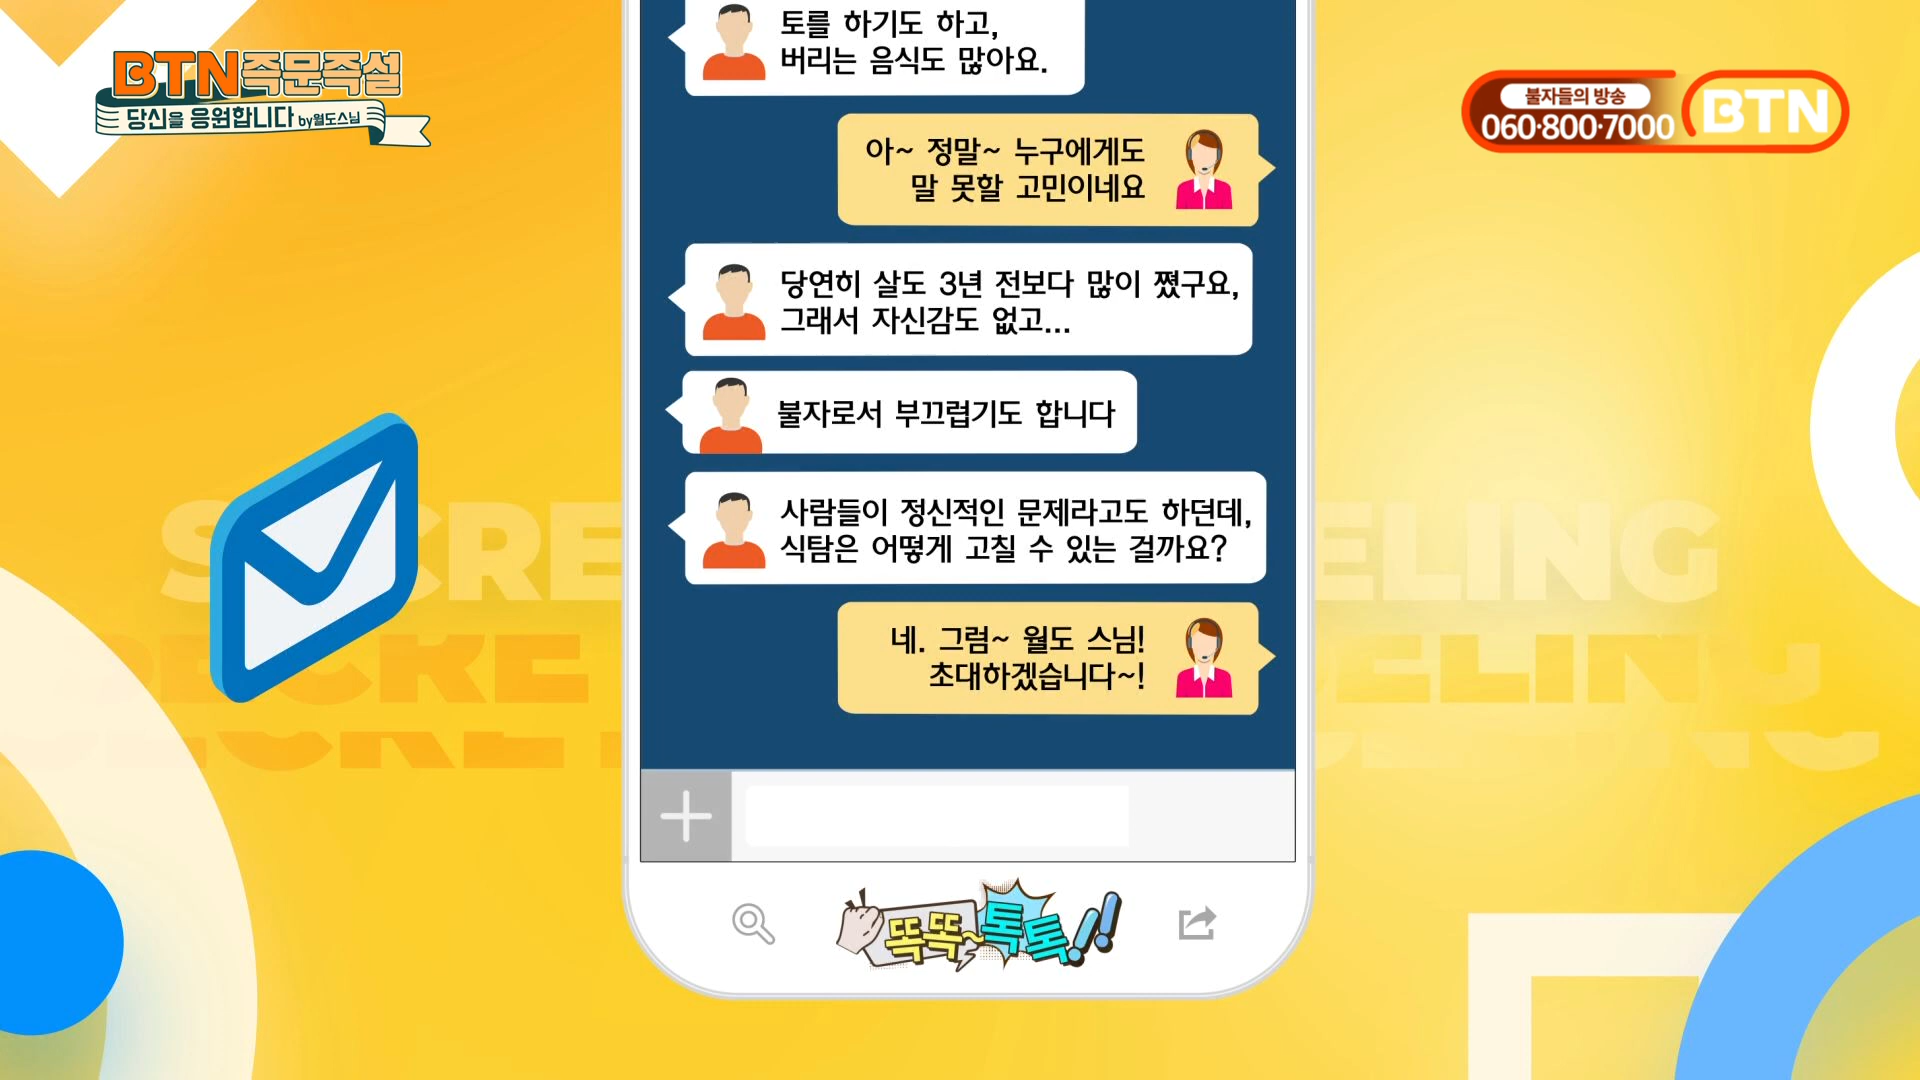 BTN즉문즉설
당신을 응원합니다 by월도스님
불자들의 방송
060·800·7000
BTN
토를 하기도 하고,
버리는 음식도 많아요.
아~ 정말~ 누구에게도
말 못할 고민이네요
당연히 살도 3년 전보다 많이 쪘구요,
그래서 자신감도 없고...
불자로서 부끄럽기도 합니다
사람들이 정신적인 문제라고도 하던데,
식탐은 어떻게 고칠 수 있는 걸까요?
네. 그럼~ 월도 스님!
초대하겠습니다~!
똑똑~톡톡!!